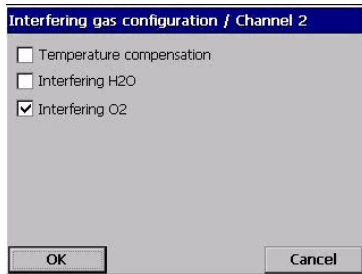 Interfering gas configuration / Channel 2
Temperature compensation
Interfering H2O
Interfering O2
OK Cancel